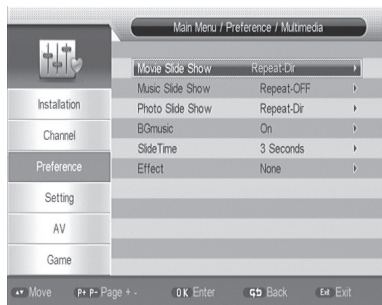 Main Menu / Preference / Multimedia
Movie Slide Show Repeat-Dir
Music Slide Show Repeat-OFF
Photo Slide Show Repeat-Dir
BGmusic On
SlideTime 3 Seconds
Effect None
Installation
Channel
Preference
Setting
AV
Game
Move P+ P- Page + - OK Enter Back Exit Exit